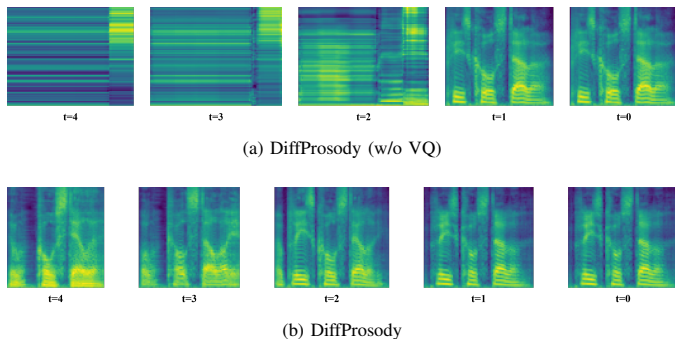 t=4 t=3 t=2 t=1 t=0
(a) DiffProsody (w/o VQ)
t=4 t=3 t=2 t=1 t=0
(b) DiffProsody